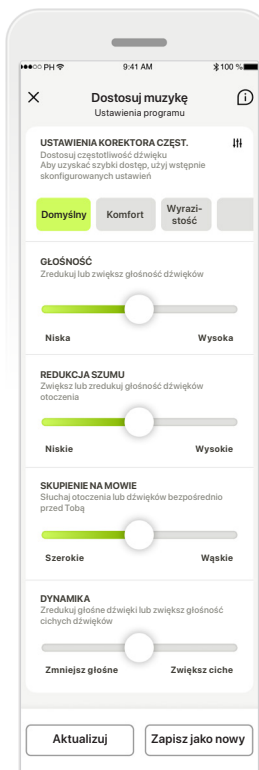 PH 9:41 AM 100 %
Dostosuj muzykę
Ustawienia programu
USTAWIENIA KOREKTORA CZĘST.
Dostosuj częstotliwość dźwięku
Aby uzyskać szybki dostęp, użyj wstępnie
skonfigurowanych ustawień
Domyślny Komfort Wyrazi-
stość
GŁOŚNOŚĆ
Zredukuj lub zwiększ głośność dźwięków
Niska Wysoka
REDUKCJA SZUMU
Zwiększ lub zredukuj głośność dźwięków
otoczenia
Niskie Wysokie
SKUPIENIE NA MOWIE
Słuchaj otoczenia lub dźwięków bezpośrednio
przed Tobą
Szerokie Wąskie
DYNAMIKA
Zredukuj głośne dźwięki lub zwiększ głośność
cichych dźwięków
Zmniejsz głośne Zwiększ ciche
Aktualizuj Zapisz jako nowy